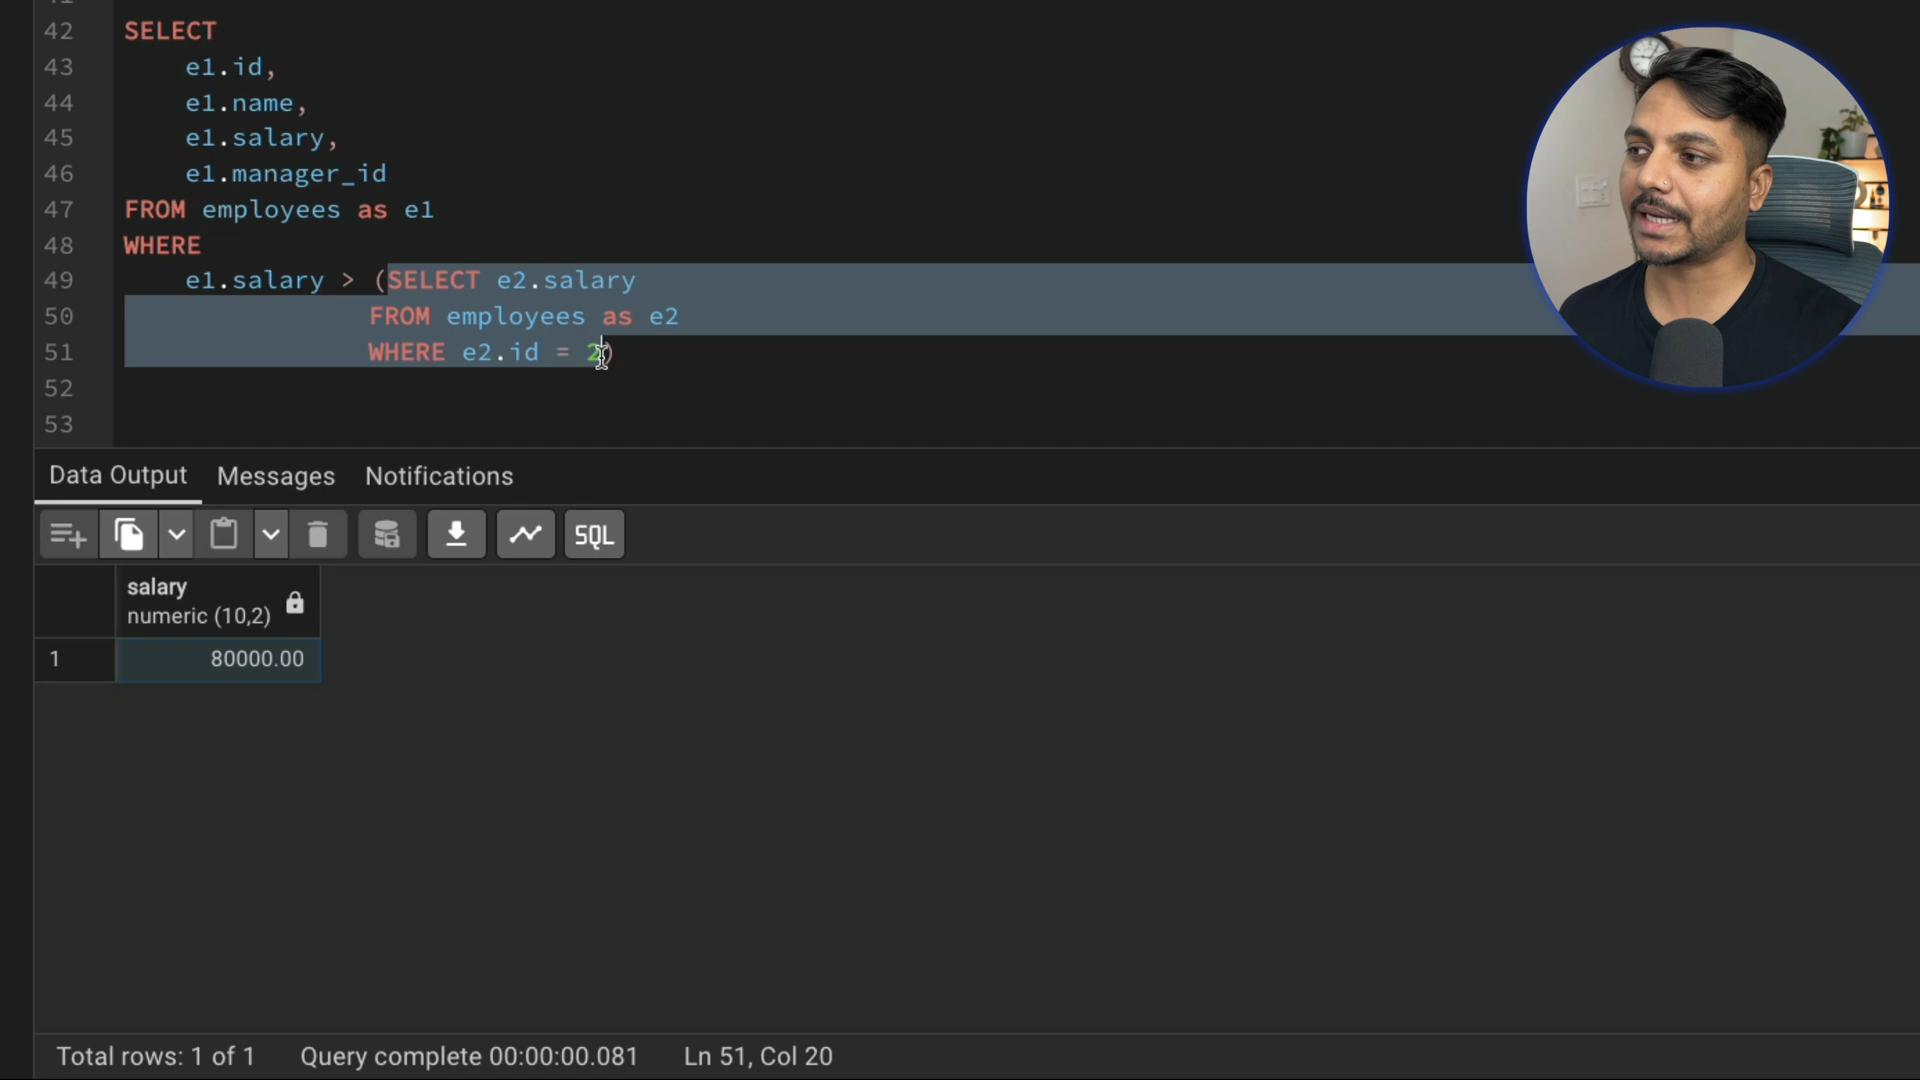 42 SELECT
43 e1.id,
44 e1.name,
45 e1.salary,
46 e1.manager_id
47 FROM employees as e1
48 WHERE
49 e1.salary > (SELECT e2.salary
50 FROM employees as e2
51 WHERE e2.id = 2)
52
53
Data Output Messages Notifications
SQL
salary
numeric (10,2)
1 80000.00
Total rows: 1 of 1 Query complete 00:00:00.081 Ln 51, Col 20